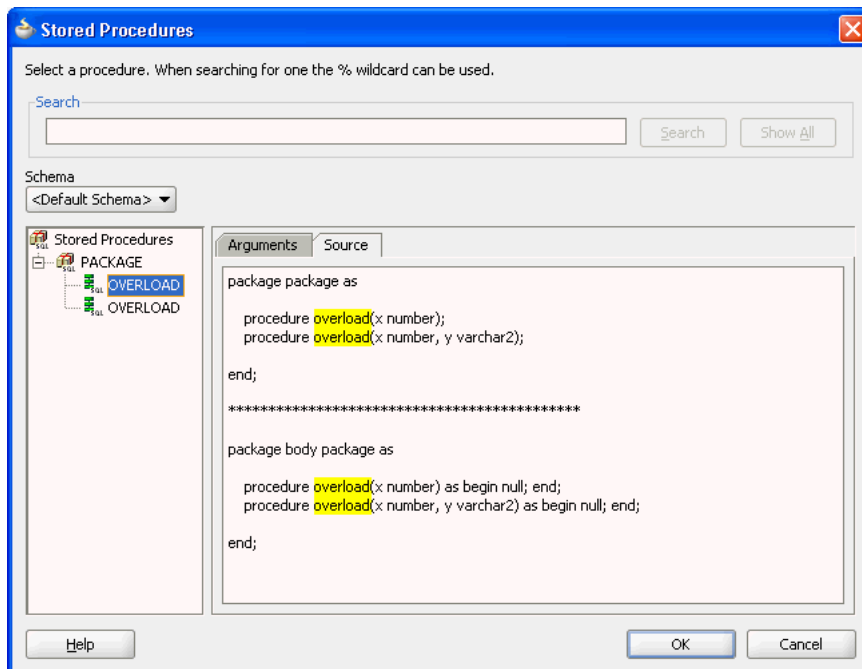 Stored Procedures
Select a procedure. When searching for one the % wildcard can be used.
Search
Search
Show All
Schema
<Default Schema>
Stored Procedures
PACKAGE
OVERLOAD
OVERLOAD
Arguments
Source
package package as
procedure overload(x number);
procedure overload(x number, y varchar2);
end;
********************************************
package body package as
procedure overload(x number) as begin null; end;
procedure overload(x number, y varchar2) as begin null; end;
end;
Help
OK
Cancel